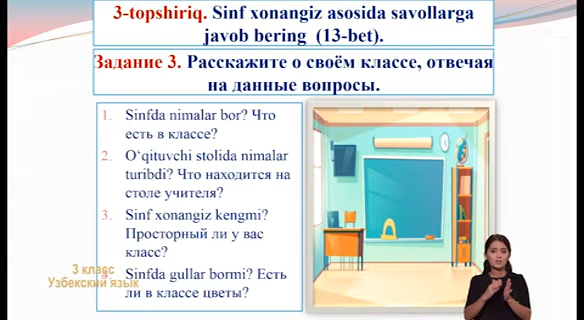 3-topshiriq. Sinf xonangiz asosida savollarga
javob bering (13-bet).
Задание 3. Расскажите о своём классе, отвечая
на данные вопросы.
1. Sinfda nimalar bor? Что
есть в классе?
2. O‘qituvchi stolida nimalar
turibdi? Что находится на
столе учителя?
3. Sinf xonangiz kengmi?
Просторный ли у вас
класс?
Sinfda gullar bormi? Есть
ли в классе цветы?
3 класс
Узбекский язык